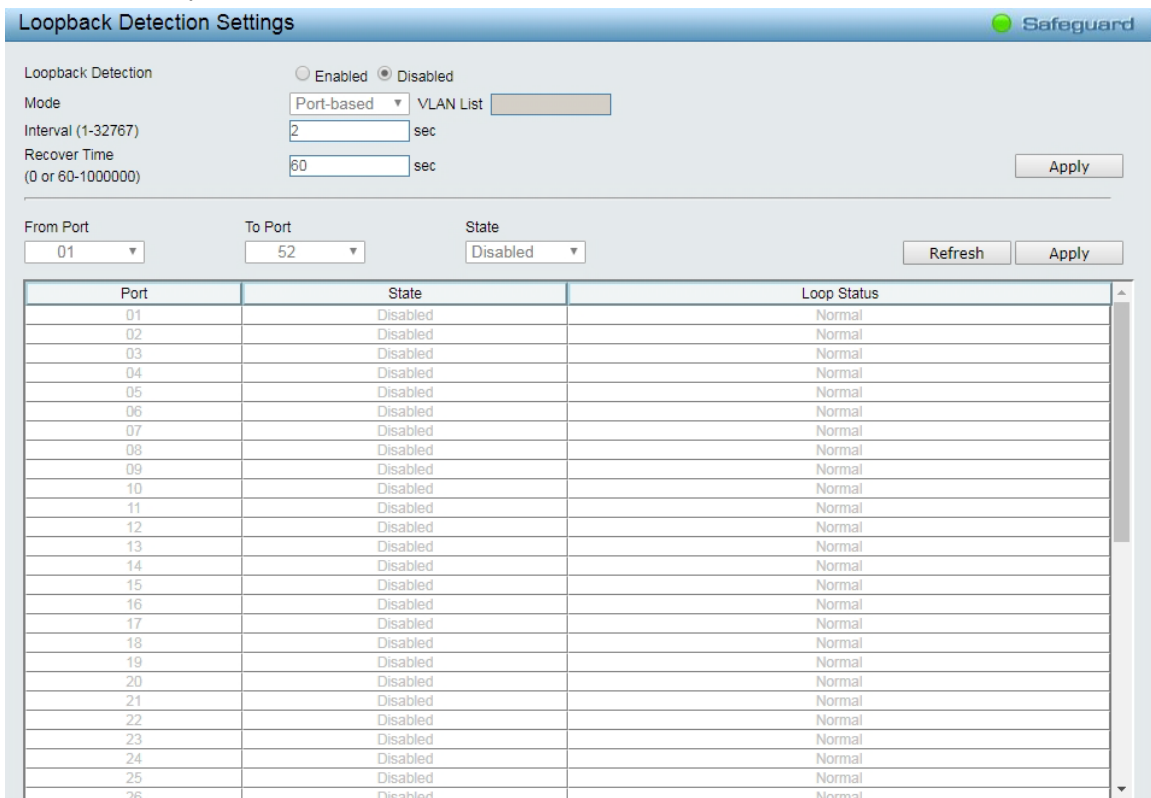 Loopback Detection Settings Safeguard
Loopback Detection Enabled Disabled
Mode Port-based VLAN List
Interval (1-32767) 2 sec
Recover Time
(0 or 60-1000000) 60 sec Apply
From Port To Port State
01 52 Disabled Refresh Apply
Port State Loop Status
01 Disabled Normal
02 Disabled Normal
03 Disabled Normal
04 Disabled Normal
05 Disabled Normal
06 Disabled Normal
07 Disabled Normal
08 Disabled Normal
09 Disabled Normal
10 Disabled Normal
11 Disabled Normal
12 Disabled Normal
13 Disabled Normal
14 Disabled Normal
15 Disabled Normal
16 Disabled Normal
17 Disabled Normal
18 Disabled Normal
19 Disabled Normal
20 Disabled Normal
21 Disabled Normal
22 Disabled Normal
23 Disabled Normal
24 Disabled Normal
25 Disabled Normal
26 Disabled Normal